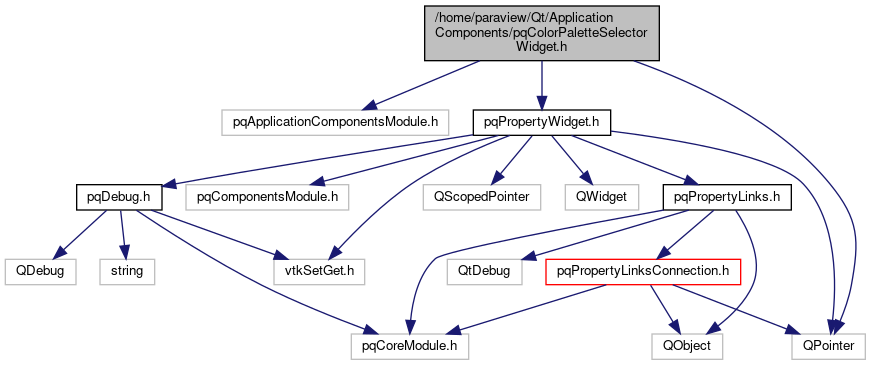 /home/paraview/Qt/Application
Components/pqColorPaletteSelector
Widget.h
pqApplicationComponentsModule.h
pqPropertyWidget.h
pqDebug.h
pqComponentsModule.h
QScopedPointer
QWidget
pqPropertyLinks.h
QDebug
string
vtkSetGet.h
QtDebug
pqPropertyLinksConnection.h
pqCoreModule.h
QObject
QPointer